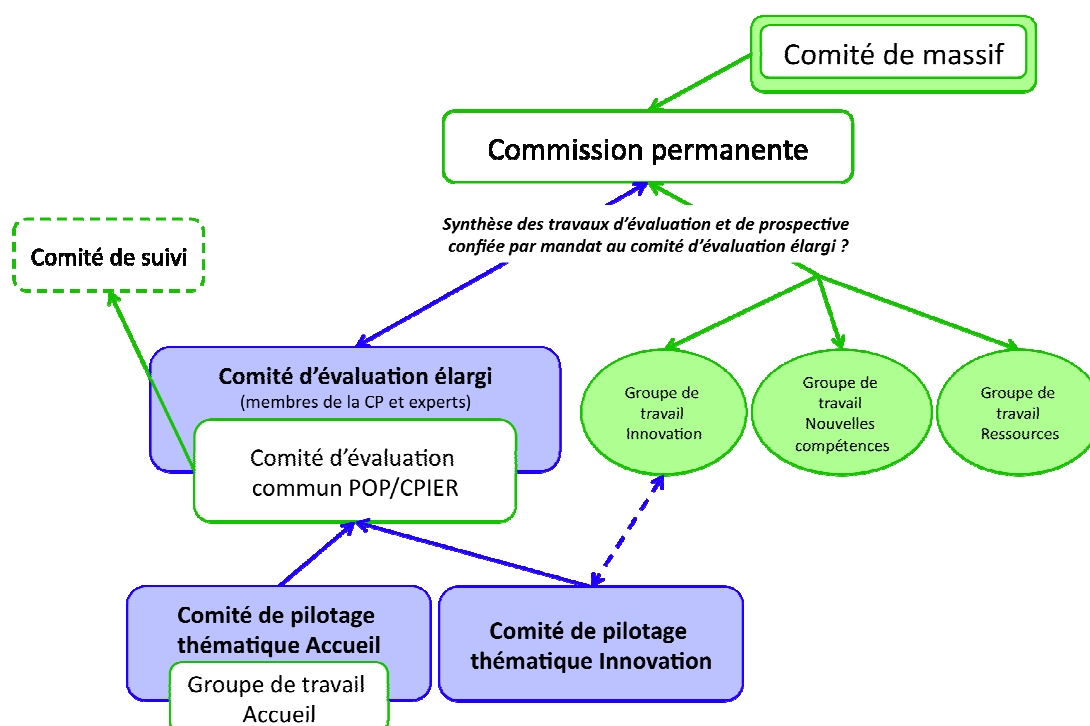 Comité de massif
Commission permanente
Synthèse des travaux d'évaluation et de prospective
confiée par mandat au comité d'évaluation élargi ?
Comité de suivi
Comité d'évaluation élargi
(membres de la CP et experts)
Comité d'évaluation
commun POP/CPIER
Groupe de
travail
Innovation
Groupe de
travail
Nouvelles
compétences
Groupe de
travail
Ressources
Comité de pilotage
thématique Accueil
Groupe de travail
Accueil
Comité de pilotage
thématique Innovation